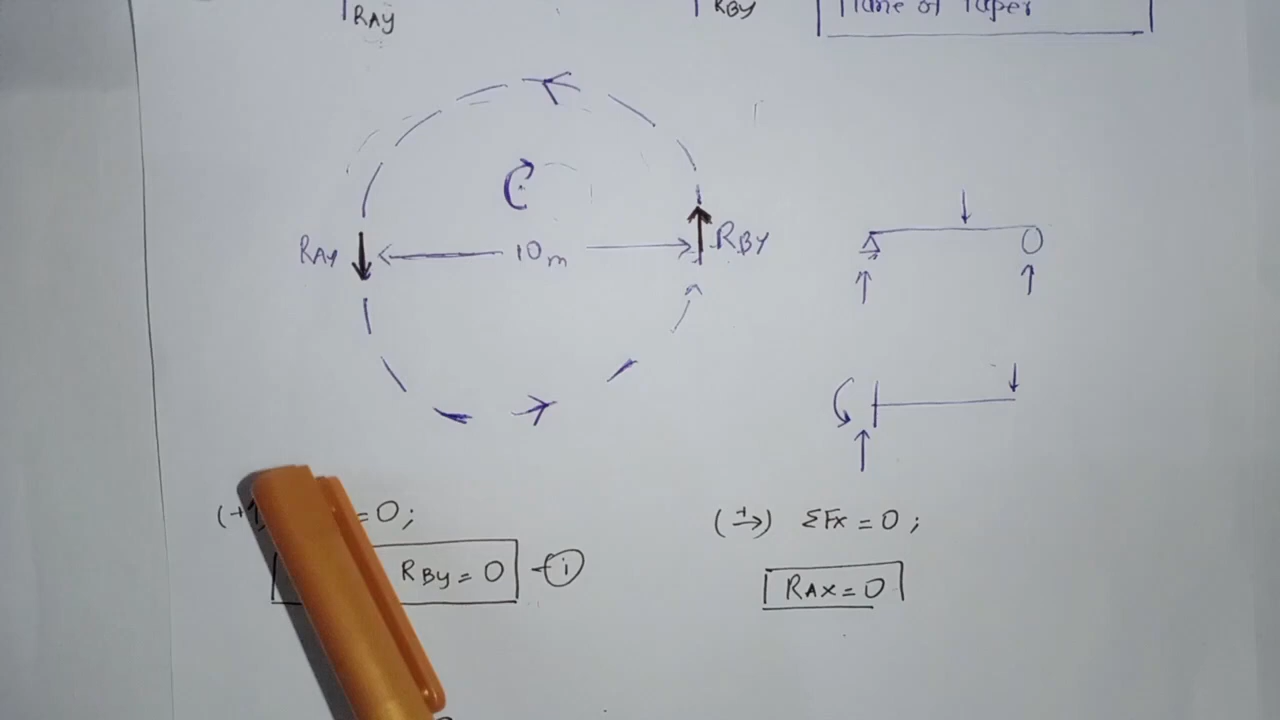 RAY
RBY
Plane of Paper
RAY
10m
RBY
= 0;
RBy = 0 - i
(+→) ΣFx = 0 ;
RAx = 0